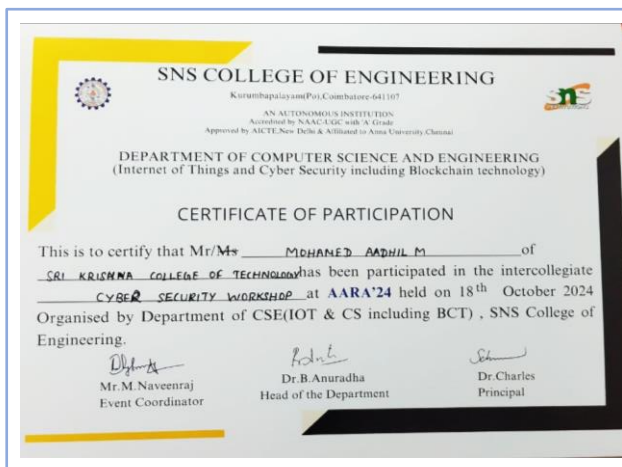 SNS COLLEGE OF ENGINEERING
Kurumbapalayam(Po),Coimbatore-641107
sns
AN AUTONOMOUS INSTITUTION
Accredited by NAAC-UGC with 'A' Grade
Approved by AICTE,New Delhi & Affiliated to Anna University,Chennai
DEPARTMENT OF COMPUTER SCIENCE AND ENGINEERING
(Internet of Things and Cyber Security including Blockchain technology)
CERTIFICATE OF PARTICIPATION
This is to certify that Mr/Ms MOHAMED AADHIL M of
SRI KRISHNA COLLEGE OF TECHNOLOGY has been participated in the intercollegiate
CYBER SECURITY WORKSHOP at AARA'24 held on 18th October 2024
Organised by Department of CSE(IOT & CS including BCT) , SNS College of
Engineering.
Mr.M.Naveenraj
Event Coordinator
Dr.B.Anuradha
Head of the Department
Dr.Charles
Principal